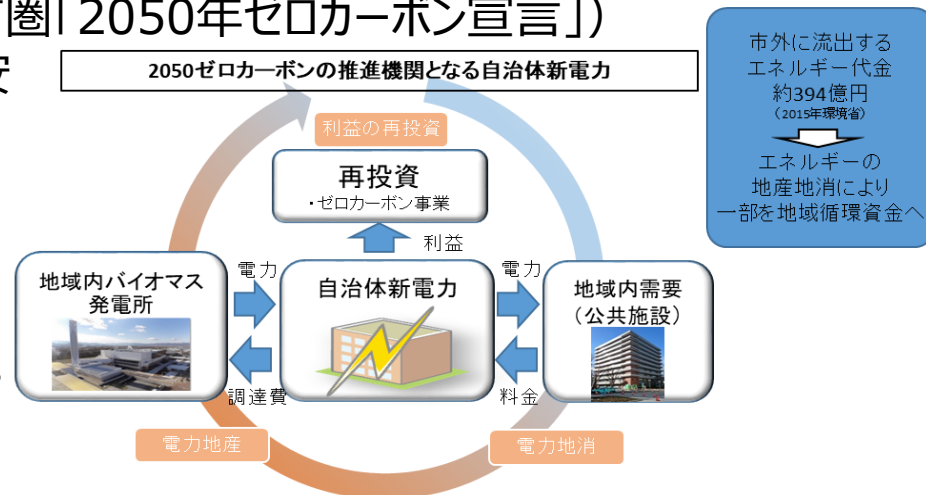 圏「2050年ゼロカーボン宣言」）
安
2050ゼロカーボンの推進機関となる自治体新電力
市外に流出する
エネルギー代金
約394億円
（2015年環境省）
エネルギーの
地産地消により
一部を地域循環資金へ
利益の再投資
再投資
・ゼロカーボン事業
利益
地域内バイオマス
発電所
電力
調達費
自治体新電力
電力
料金
地域内需要
（公共施設）
電力地産
電力地消